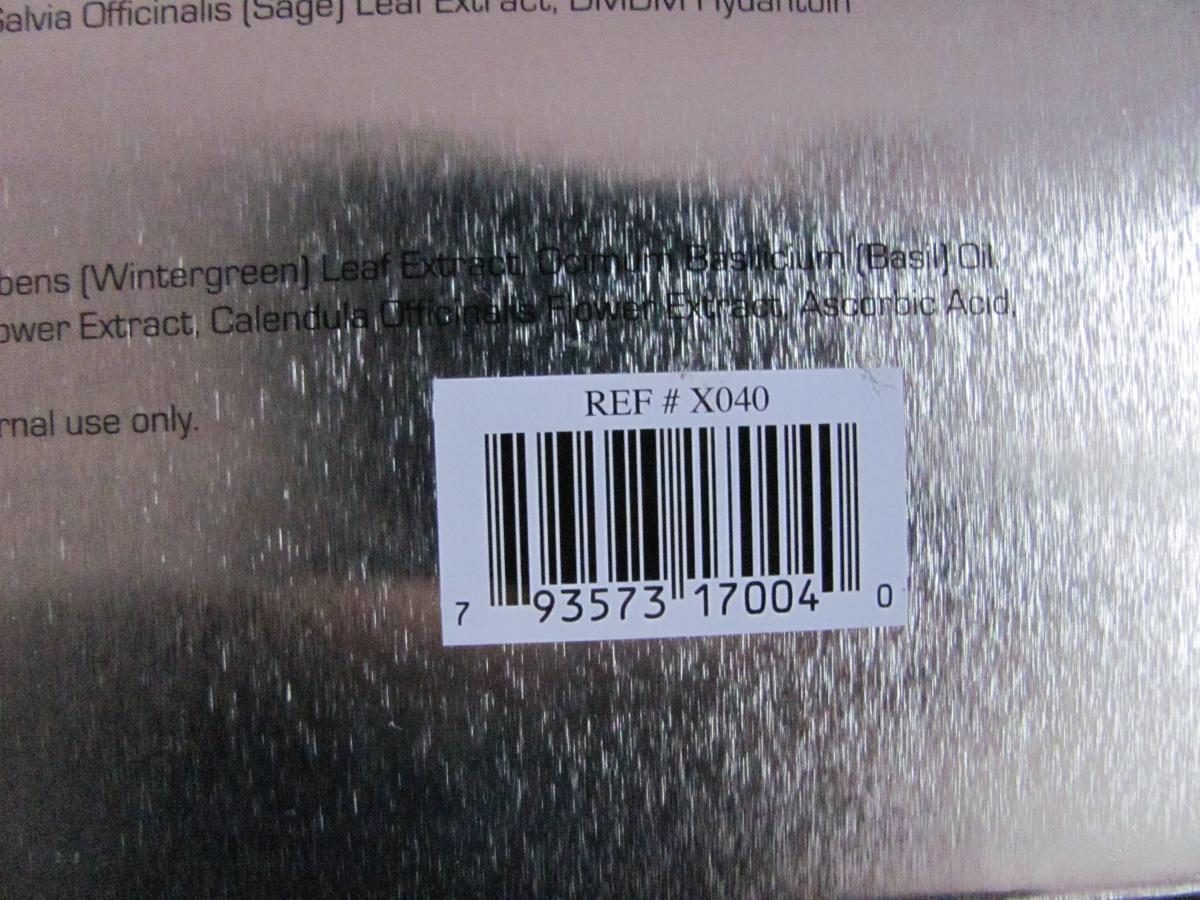 Salvia Officinalis (Sage) Leaf Extract, DMDM Hydantoin
bens (Wintergreen) Leaf Extract, Ocimum Basilicium (Basil) Oil
ower Extract, Calendula Officinalis Flower Extract, Ascorbic Acid,
rnal use only.
REF # X040
7 93573 17004 0